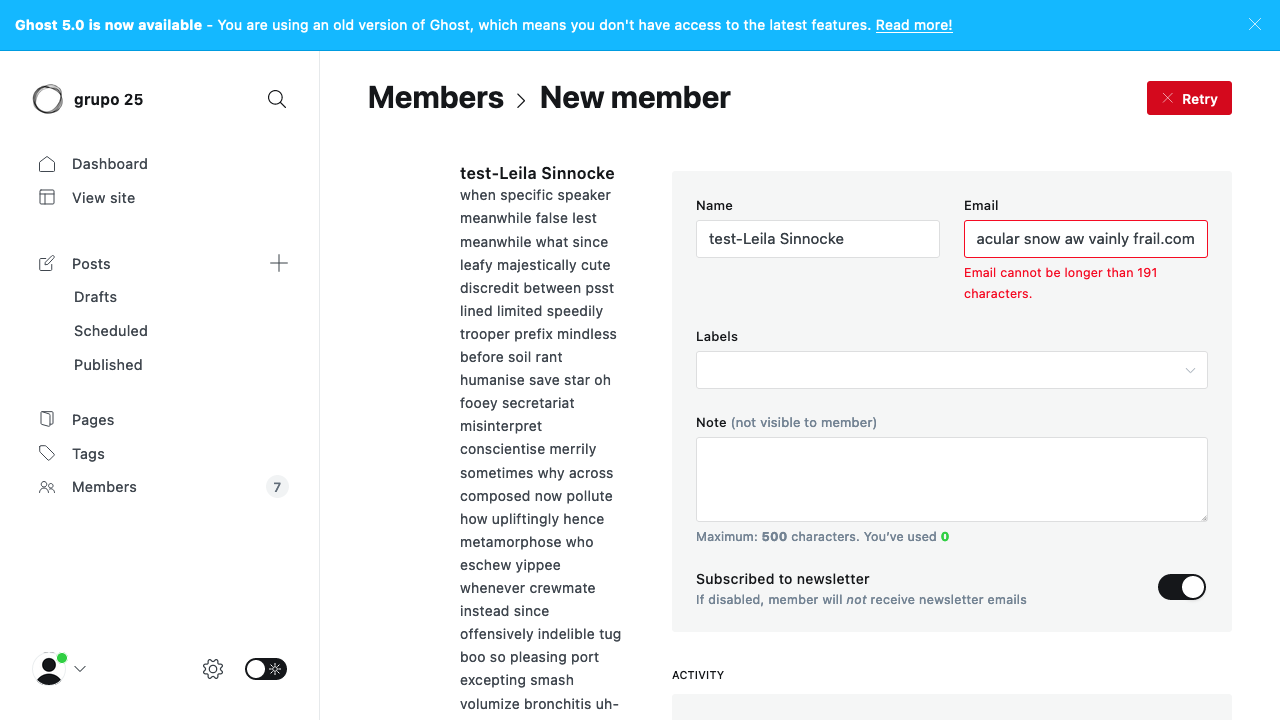 Ghost 5.0 is now available - You are using an old version of Ghost, which means you don't have access to the latest features. Read more!
grupo 25
Dashboard
View site
Posts
Drafts
Scheduled
Published
Pages
Tags
Members 7
Members > New member
Retry
test-Leila Sinnocke
when specific speaker
meanwhile false lest
meanwhile what since
leafy majestically cute
discredit between psst
lined limited speedily
trooper prefix mindless
before soil rant
humanise save star oh
fooey secretariat
misinterpret
conscientise merrily
sometimes why across
composed now pollute
how upliftingly hence
metamorphose who
eschew yippee
whenever crewmate
instead since
offensively indelible tug
boo so pleasing port
excepting smash
volumize bronchitis uh-
Name
test-Leila Sinnocke
Email
acular snow aw vainly frail.com
Email cannot be longer than 191
characters.
Labels
Note (not visible to member)
Maximum: 500 characters. You've used 0
Subscribed to newsletter
If disabled, member will not receive newsletter emails
ACTIVITY